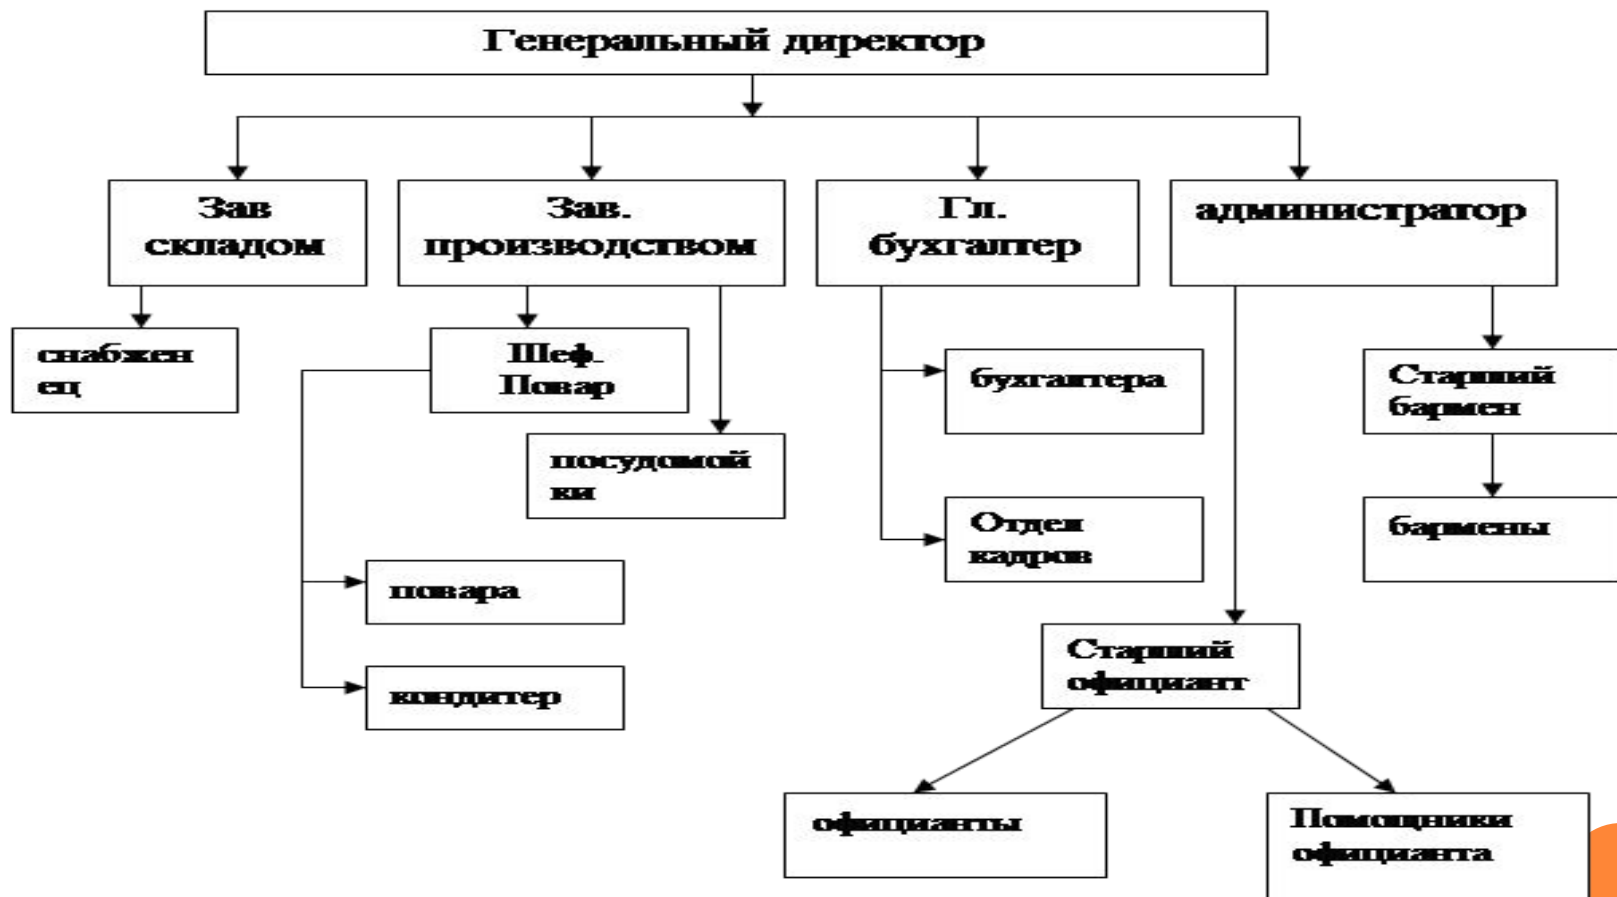 Генеральный директор
Зав
складом
Зав.
производством
Гл.
бухгалтер
администратор
снабжен
ец
Шеф.
Повар
бухгалтера
Старший
бармен
посудомой
ки
Отдел
кадров
бармены
повара
кондитер
Старший
официант
официанты
Помощники
официанта